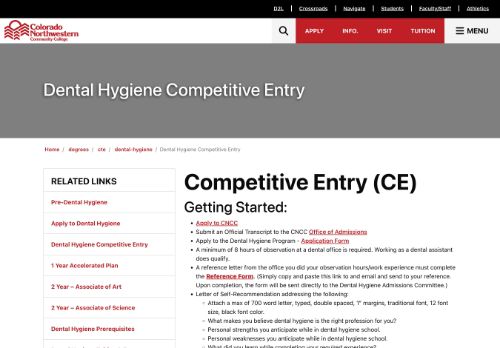 D2L | Crossroads | Navigate | Students | Faculty/Staff | Athletics
Colorado
Northwestern
Community College
APPLY INFO. VISIT TUITION MENU
Dental Hygiene Competitive Entry
Home / degrees / cte / dental-hygiene / Dental Hygiene Competitive Entry
RELATED LINKS
Pre-Dental Hygiene
Apply to Dental Hygiene
Dental Hygiene Competitive Entry
1 Year Accelerated Plan
2 Year – Associate of Art
2 Year – Associate of Science
Dental Hygiene Prerequisites
Competitive Entry (CE)
Getting Started:
• Apply to CNCC
• Submit an Official Transcript to the CNCC Office of Admissions
• Apply to the Dental Hygiene Program - Application Form
• A minimum of 8 hours of observation at a dental office is required. Working as a dental assistant
does qualify.
• A reference letter from the office you did your observation hours/work experience must complete
the Reference Form. (Simply copy and paste this link to email and send to your reference.
Upon completion, the form will be sent directly to the Dental Hygiene Admissions Committee.)
• Letter of Self-Recommendation addressing the following:
– Attach a max of 700 word letter, typed, double spaced, 1" margins, traditional font, 12 font
size, black font color.
– What makes you believe dental hygiene is the right profession for you?
– Personal strengths you anticipate while in dental hygiene school.
– Personal weaknesses you anticipate while in dental hygiene school.
– What did you learn while completing your required experience?